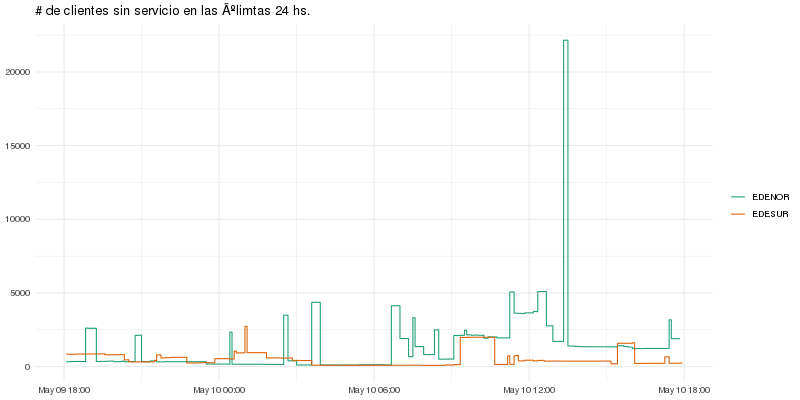 # de clientes sin servicio en las Ãºlimtas 24 hs.
20000
15000
10000
5000
0
May 09 18:00
May 10 00:00
May 10 06:00
May 10 12:00
May 10 18:00
EDENOR
EDESUR